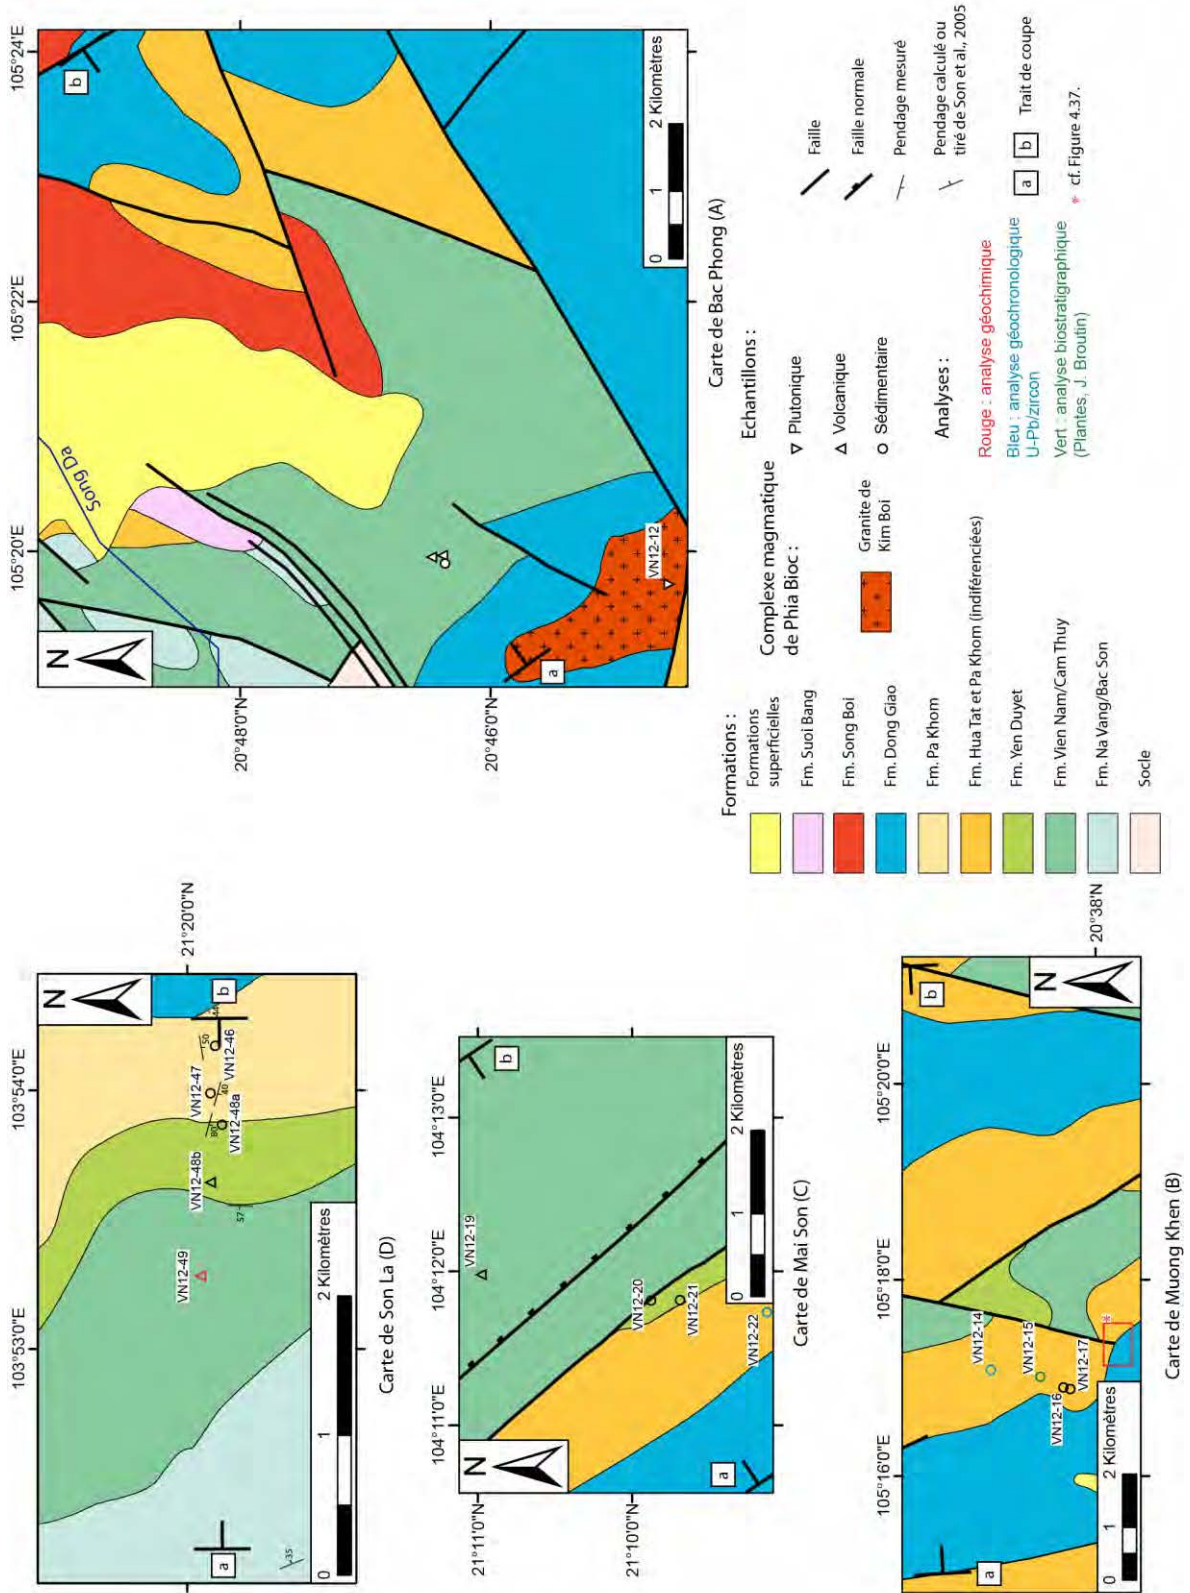 105°20'E
105°22'E
105°24'E
N
Song Da
b
20°48'0"N
20°46'0"N
a
VN12-12
0 1 2 Kilomètres
Carte de Bac Phong (A)
103°53'0"E
103°54'0"E
N
21°20'0"N
VN12-49
VN12-48b
VN12-47
VN12-48a
VN12-46
50
40
80
57
35
44
a
b
0 1 2 Kilomètres
Carte de Son La (D)
104°11'0"E
104°12'0"E
104°13'0"E
N
21°11'0"N
21°10'0"N
VN12-19
VN12-20
VN12-21
VN12-22
a
b
0 1 2 Kilomètres
Carte de Mai Son (C)
105°16'0"E
105°18'0"E
105°20'0"E
N
20°38'N
VN12-14
VN12-15
VN12-16
VN12-17
*
a
b
0 1 2 Kilomètres
Carte de Muong Khen (B)
Formations :
Formations
superficielles
Fm. Suoi Bang
Fm. Song Boi
Fm. Dong Giao
Fm. Pa Khom
Fm. Hua Tat et Pa Khom (indiférenciées)
Fm. Yen Duyet
Fm. Vien Nam/Cam Thuy
Fm. Na Vang/Bac Son
Socle
Complexe magmatique
de Phia Bioc :
Granite de
Kim Boi
Echantillons :
Plutonique
Volcanique
Sédimentaire
Analyses :
Rouge : analyse géochimique
Bleu : analyse géochronologique
U-Pb/zircon
Vert : analyse biostratigraphique
(Plantes, J. Broutin)
Faille
Faille normale
Pendage mesuré
Pendage calculé ou
tiré de Son et al., 2005
a b Trait de coupe
* cf. Figure 4.37.